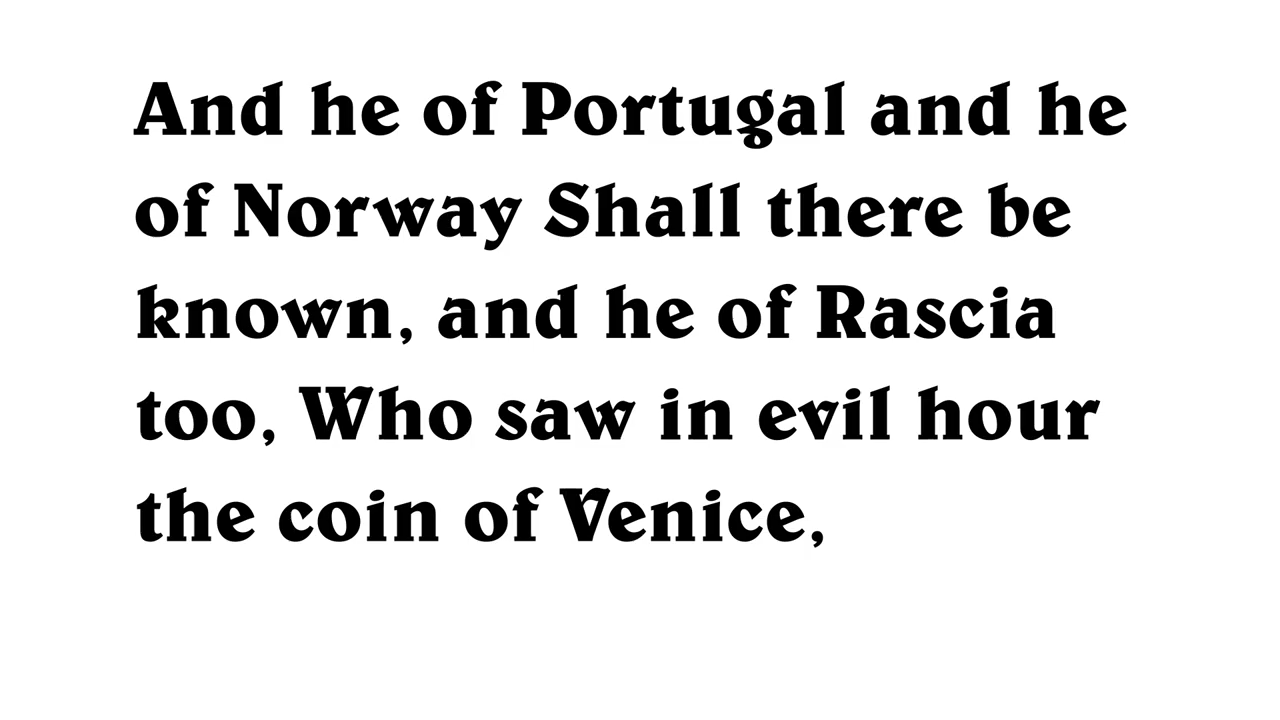 And he of Portugal and he
of Norway Shall there be
known, and he of Rascia
too, Who saw in evil hour
the coin of Venice,